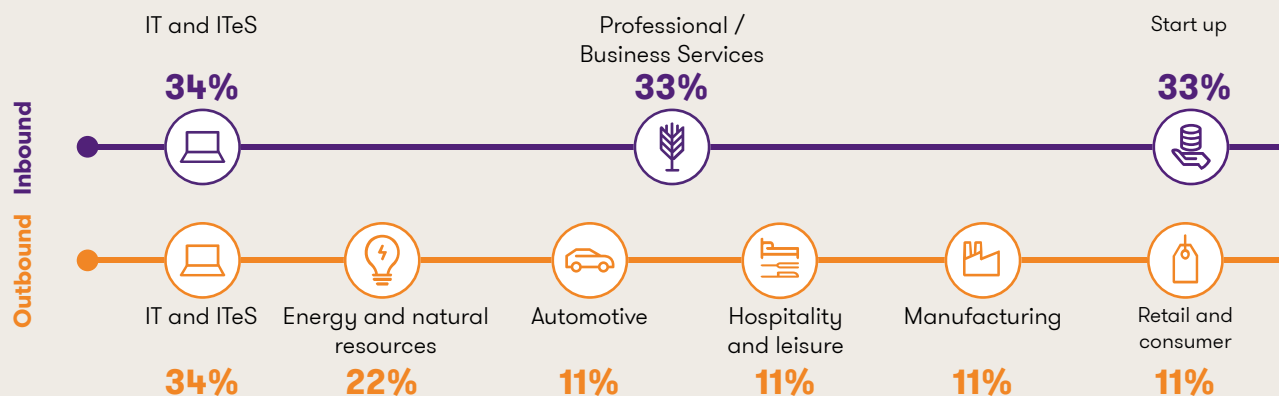 IT and ITeS
Professional /
Business Services
Start up
34%
33%
33%
Inbound
Outbound
IT and ITeS
Energy and natural
resources
Automotive
Hospitality
and leisure
Manufacturing
Retail and
consumer
34%
22%
11%
11%
11%
11%